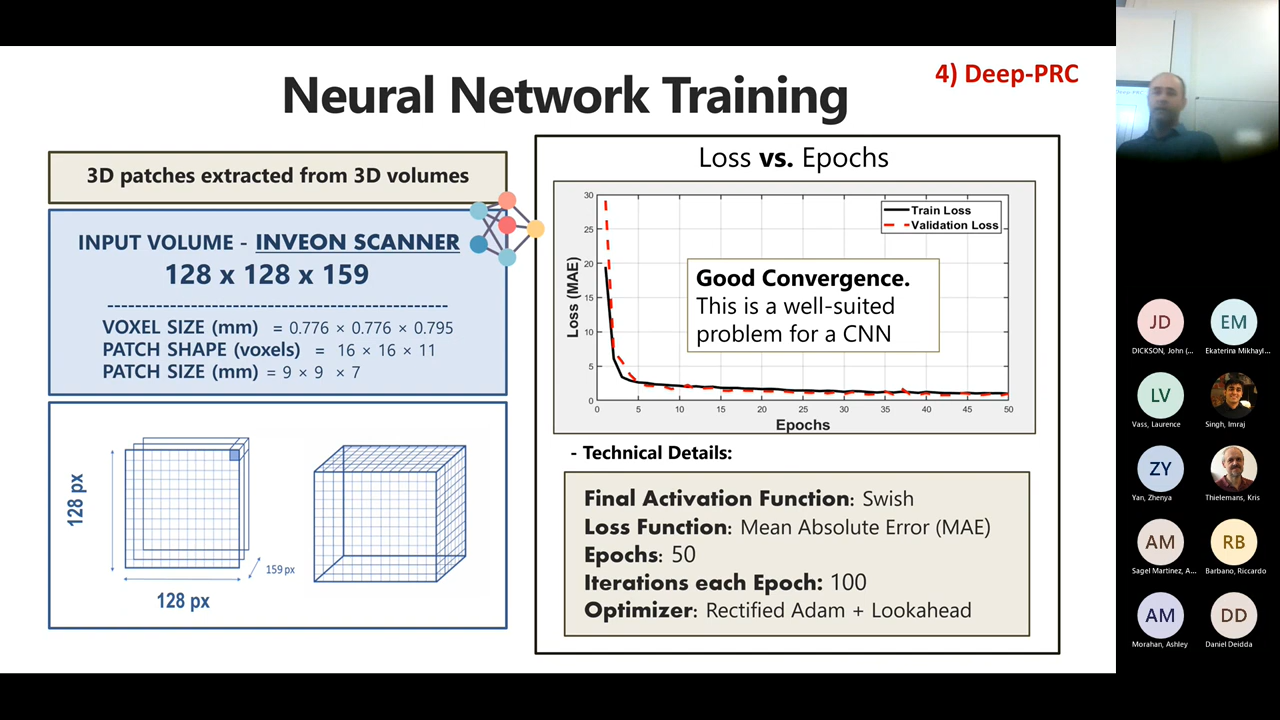 4) Deep-PRC
Neural Network Training
3D patches extracted from 3D volumes
INPUT VOLUME - INVEON SCANNER
128 x 128 x 159
--------------------------------------------------
VOXEL SIZE (mm) = 0.776 × 0.776 × 0.795
PATCH SHAPE (voxels) = 16 × 16 × 11
PATCH SIZE (mm) = 9 × 9 × 7
128 px
159 px
128 px
Loss vs. Epochs
30
25
20
15
10
5
0
Loss (MAE)
Train Loss
Validation Loss
Good Convergence.
This is a well-suited
problem for a CNN
0 5 10 15 20 25 30 35 40 45 50
Epochs
- Technical Details:
Final Activation Function: Swish
Loss Function: Mean Absolute Error (MAE)
Epochs: 50
Iterations each Epoch: 100
Optimizer: Rectified Adam + Lookahead
JD
DICKSON, John (...
EM
Ekaterina Mikhayl...
LV
Vass, Laurence
Singh, Imraj
ZY
Yan, Zhenya
Thielemans, Kris
AM
Sagel Martinez, A...
RB
Barbano, Riccardo
AM
Morahan, Ashley
DD
Daniel Deidda